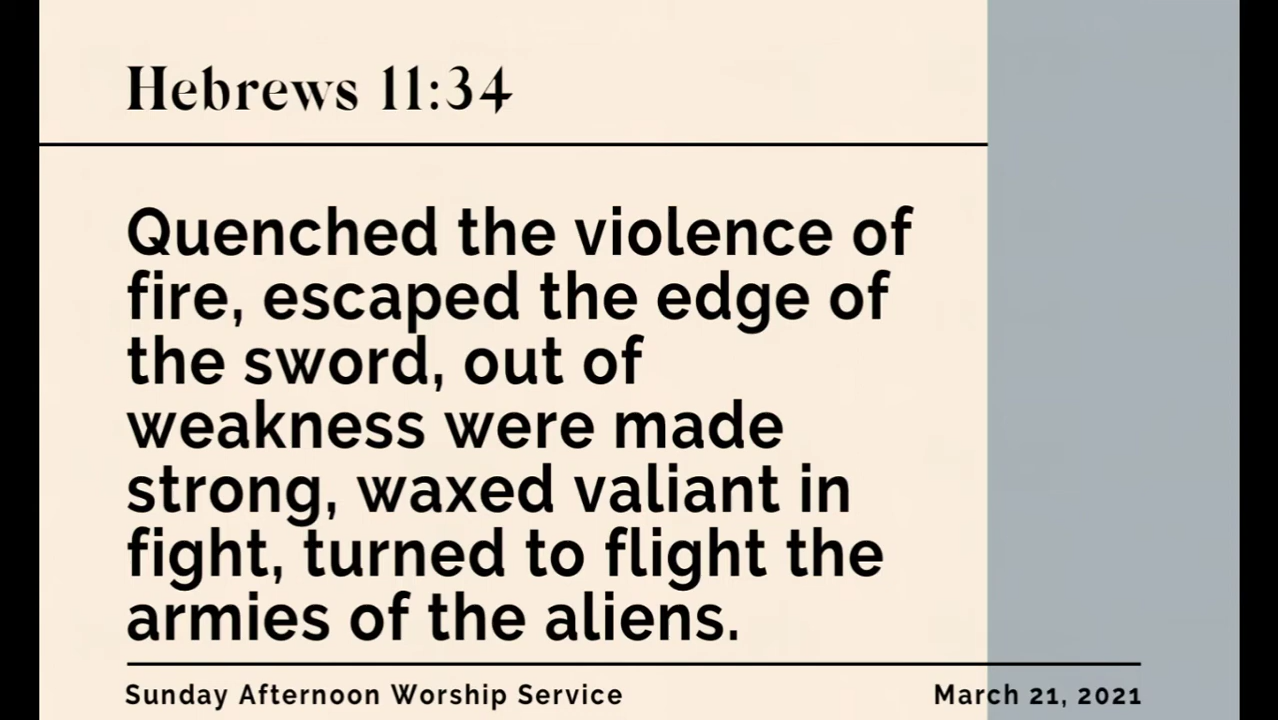 Hebrews 11:34
Quenched the violence of
fire, escaped the edge of
the sword, out of
weakness were made
strong, waxed valiant in
fight, turned to flight the
armies of the aliens.
Sunday Afternoon Worship Service
March 21, 2021